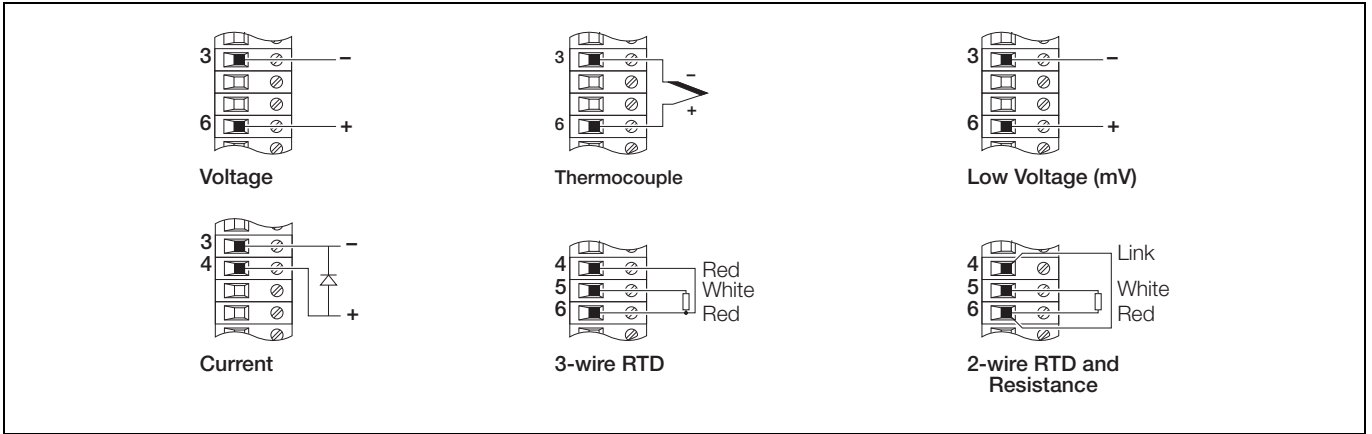 3 –
6 +
Voltage
3 –
+
6
Thermocouple
3 –
6 +
Low Voltage (mV)
3 –
4
+
Current
4 Red
5 White
6 Red
3-wire RTD
Link
4
5 White
6 Red
2-wire RTD and
Resistance